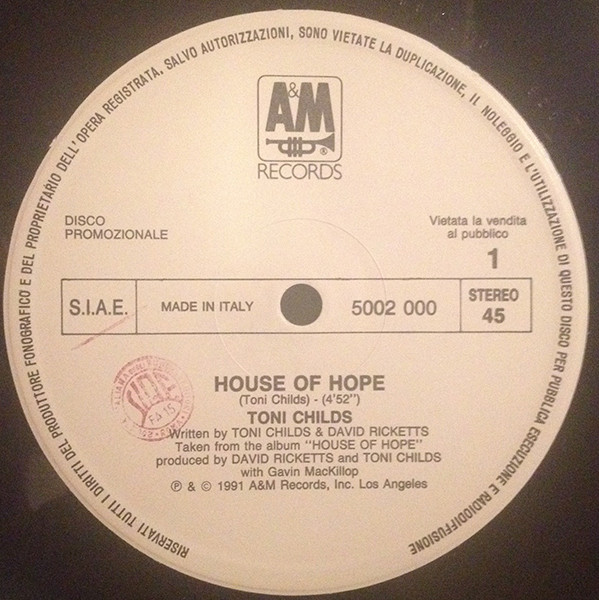 RISERVATI TUTTI I DIRITTI DEL PRODUTTORE FONOGRAFICO E DEL PROPRIETARIO DELL'OPERA REGISTRATA. SALVO AUTORIZZAZIONI, SONO VIETATE LA DUPLICAZIONE, IL NOLEGGIO E L'UTILIZZAZIONE DI QUESTO DISCO PER PUBBLICA ESECUZIONE E RADIODIFFUSIONE
A&M
®
RECORDS
DISCO
PROMOZIONALE
Vietata la vendita
al pubblico
1
S.I.A.E.
MADE IN ITALY
5002 000
STEREO
45
HOUSE OF HOPE
(Toni Childs) - (4'52'')
TONI CHILDS
Written by TONI CHILDS & DAVID RICKETTS
Taken from the album "HOUSE OF HOPE"
produced by DAVID RICKETTS and TONI CHILDS
with Gavin MacKillop
℗ & © 1991 A&M Records, Inc. Los Angeles